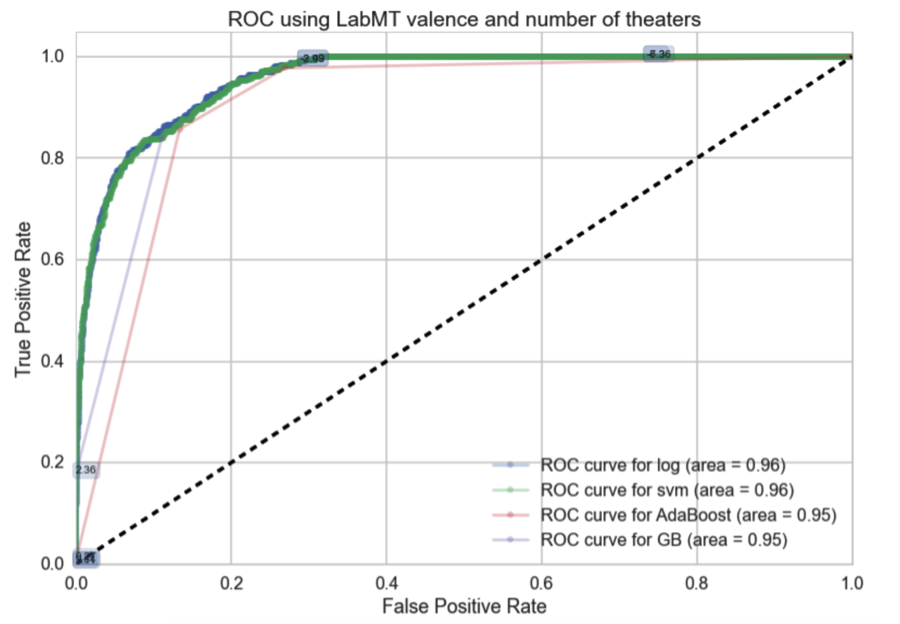 ROC using LabMT valence and number of theaters
1.0
0.8
0.6
0.4
0.2
0.0
True Positive Rate
2.36
ROC curve for log (area = 0.96)
ROC curve for svm (area = 0.96)
ROC curve for AdaBoost (area = 0.95)
ROC curve for GB (area = 0.95)
0.0 0.2 0.4 0.6 0.8 1.0
False Positive Rate